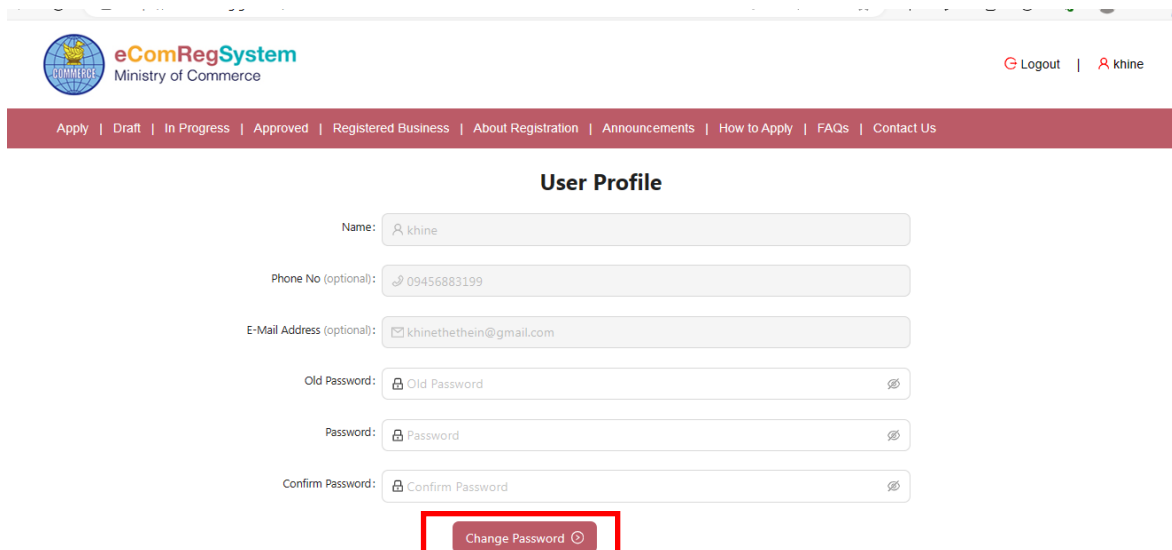 eComRegSystem
Ministry of Commerce
COMMERCE
Logout | khine
Apply | Draft | In Progress | Approved | Registered Business | About Registration | Announcements | How to Apply | FAQs | Contact Us
User Profile
Name: khine
Phone No (optional): 09456883199
E-Mail Address (optional): khinethethein@gmail.com
Old Password: Old Password
Password: Password
Confirm Password: Confirm Password
Change Password